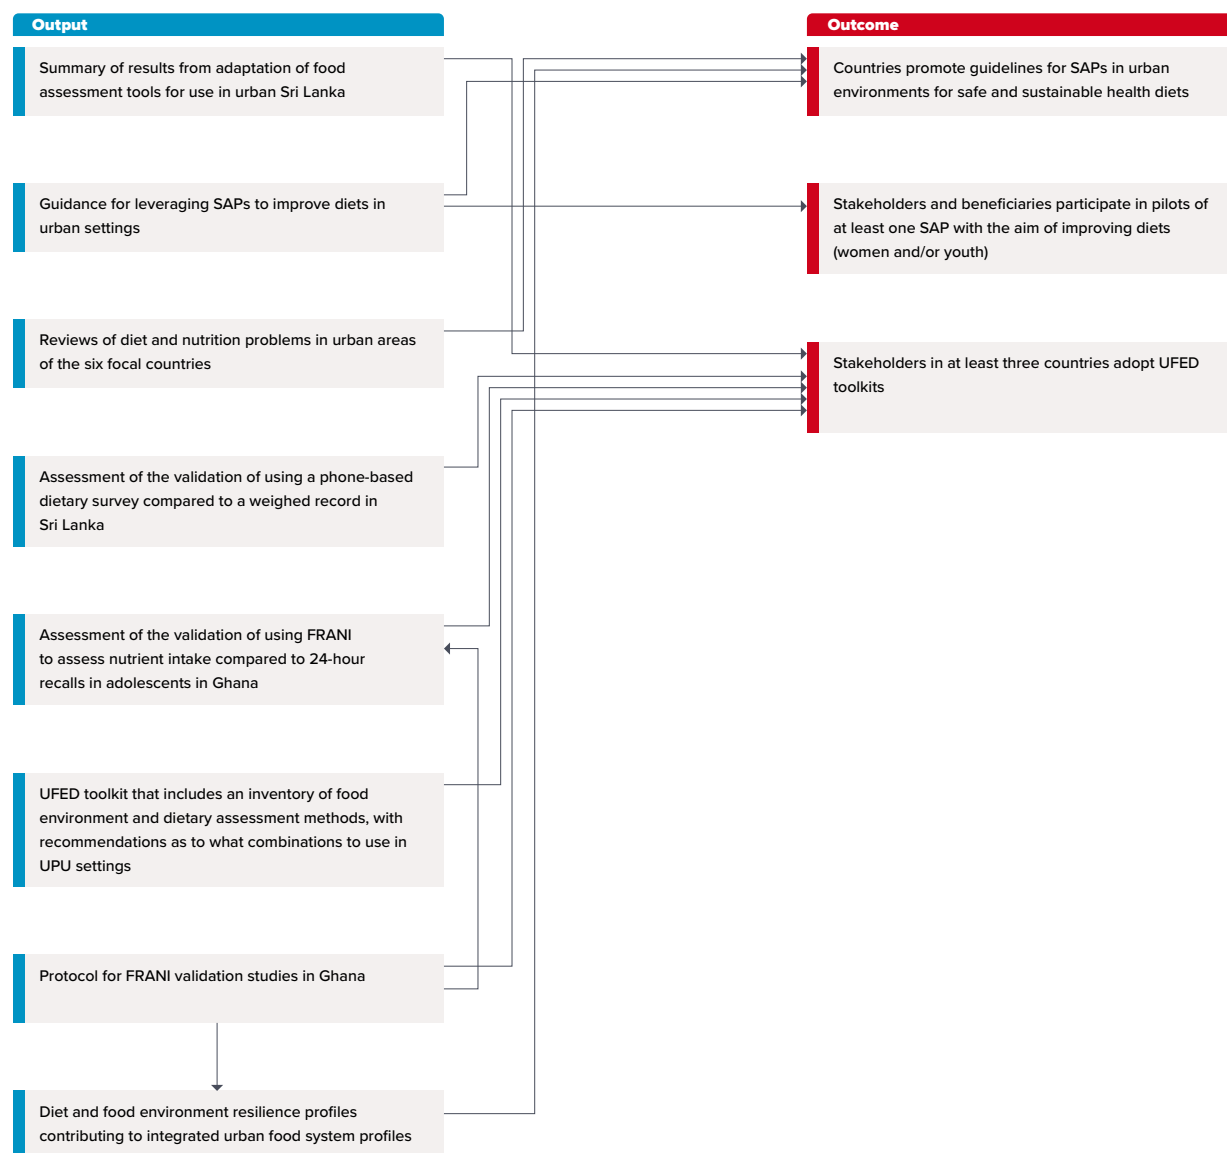 Output
Summary of results from adaptation of food
assessment tools for use in urban Sri Lanka
Guidance for leveraging SAPs to improve diets in
urban settings
Reviews of diet and nutrition problems in urban areas
of the six focal countries
Assessment of the validation of using a phone-based
dietary survey compared to a weighed record in
Sri Lanka
Assessment of the validation of using FRANI
to assess nutrient intake compared to 24-hour
recalls in adolescents in Ghana
UFED toolkit that includes an inventory of food
environment and dietary assessment methods, with
recommendations as to what combinations to use in
UPU settings
Protocol for FRANI validation studies in Ghana
Diet and food environment resilience profiles
contributing to integrated urban food system profiles
Outcome
Countries promote guidelines for SAPs in urban
environments for safe and sustainable health diets
Stakeholders and beneficiaries participate in pilots of
at least one SAP with the aim of improving diets
(women and/or youth)
Stakeholders in at least three countries adopt UFED
toolkits